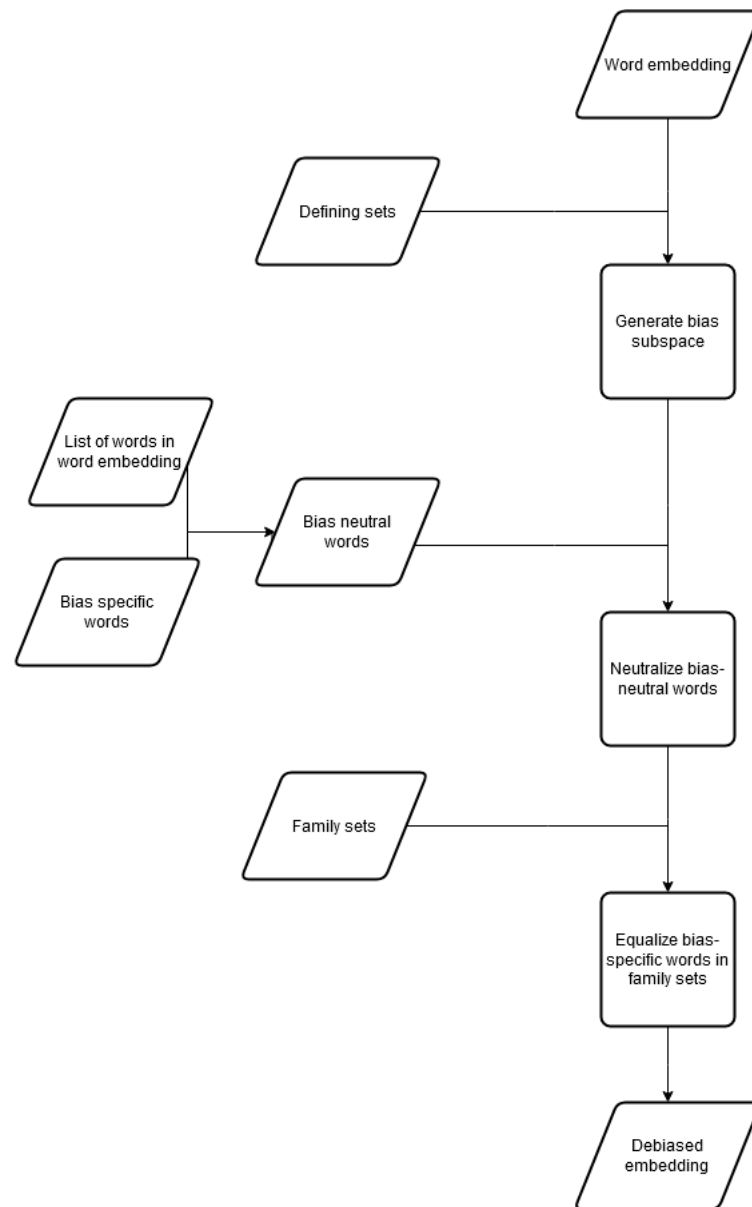 Word embedding
Defining sets
Generate bias
subspace
List of words in
word embedding
Bias neutral
words
Bias specific
words
Neutralize bias-
neutral words
Family sets
Equalize bias-
specific words in
family sets
Debiased
embedding